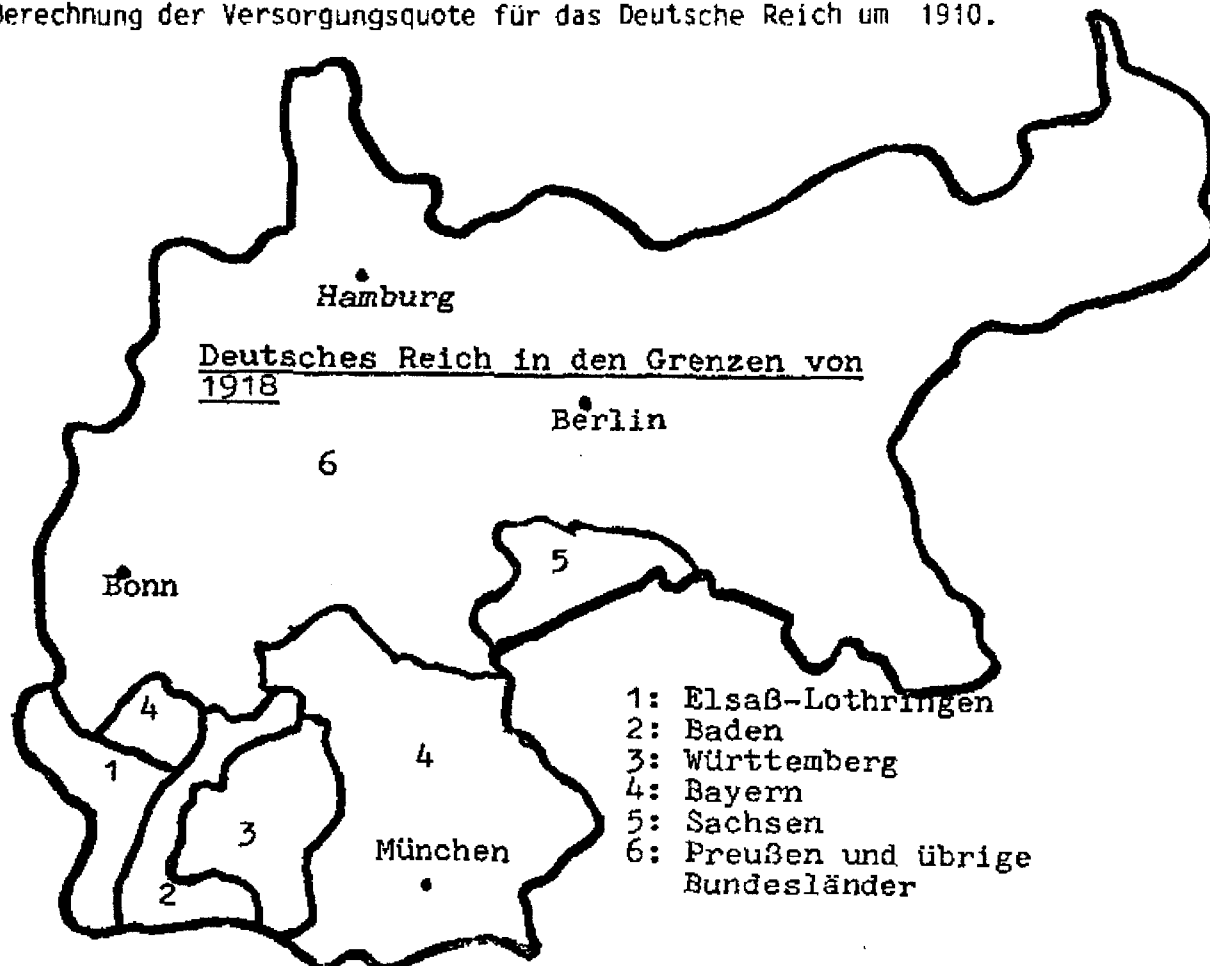 Berechnung der Versorgungsquote für das Deutsche Reich um 1910.
Hamburg
Deutsches Reich in den Grenzen von
1918
Berlin
6
5
Bonn
4
1
4
3
2
München
1: Elsaß-Lothringen
2: Baden
3: Württemberg
4: Bayern
5: Sachsen
6: Preußen und übrige
Bundesländer